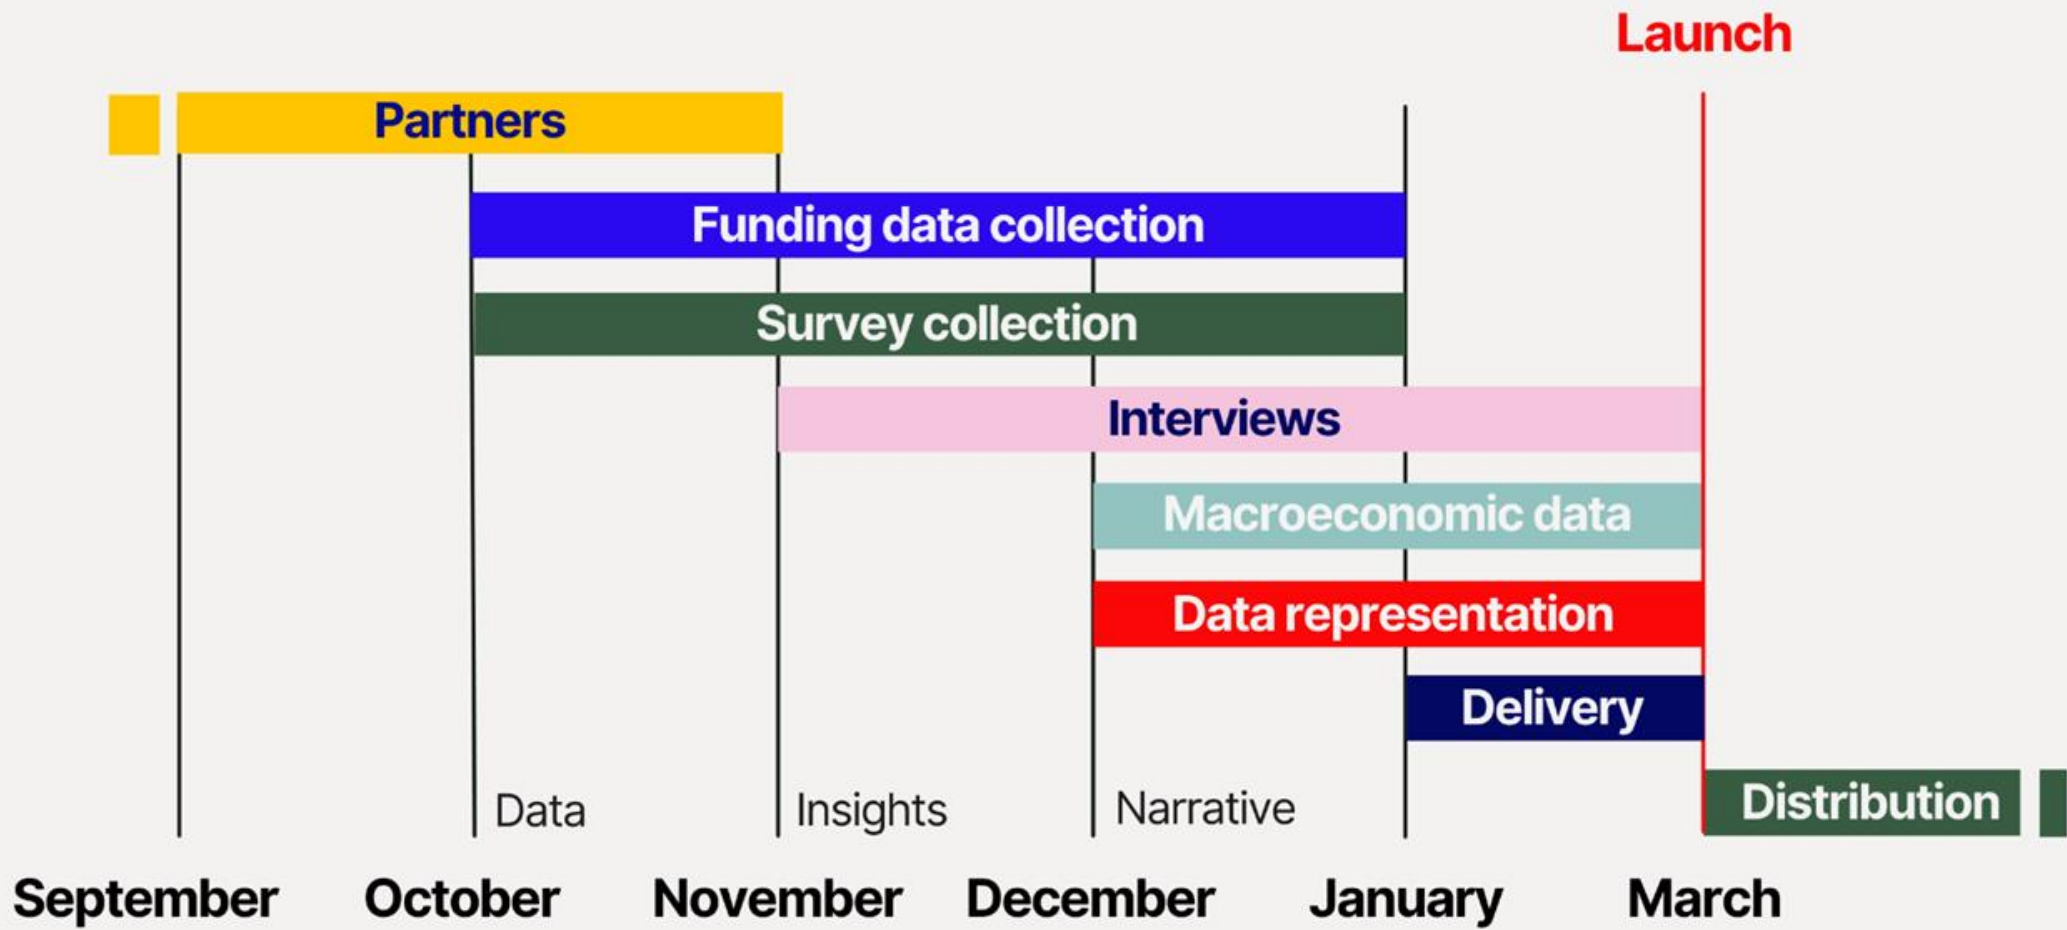 Launch
Partners
Funding data collection
Survey collection
Interviews
Macroeconomic data
Data representation
Delivery
Distribution
Data
Insights
Narrative
September
October
November
December
January
March